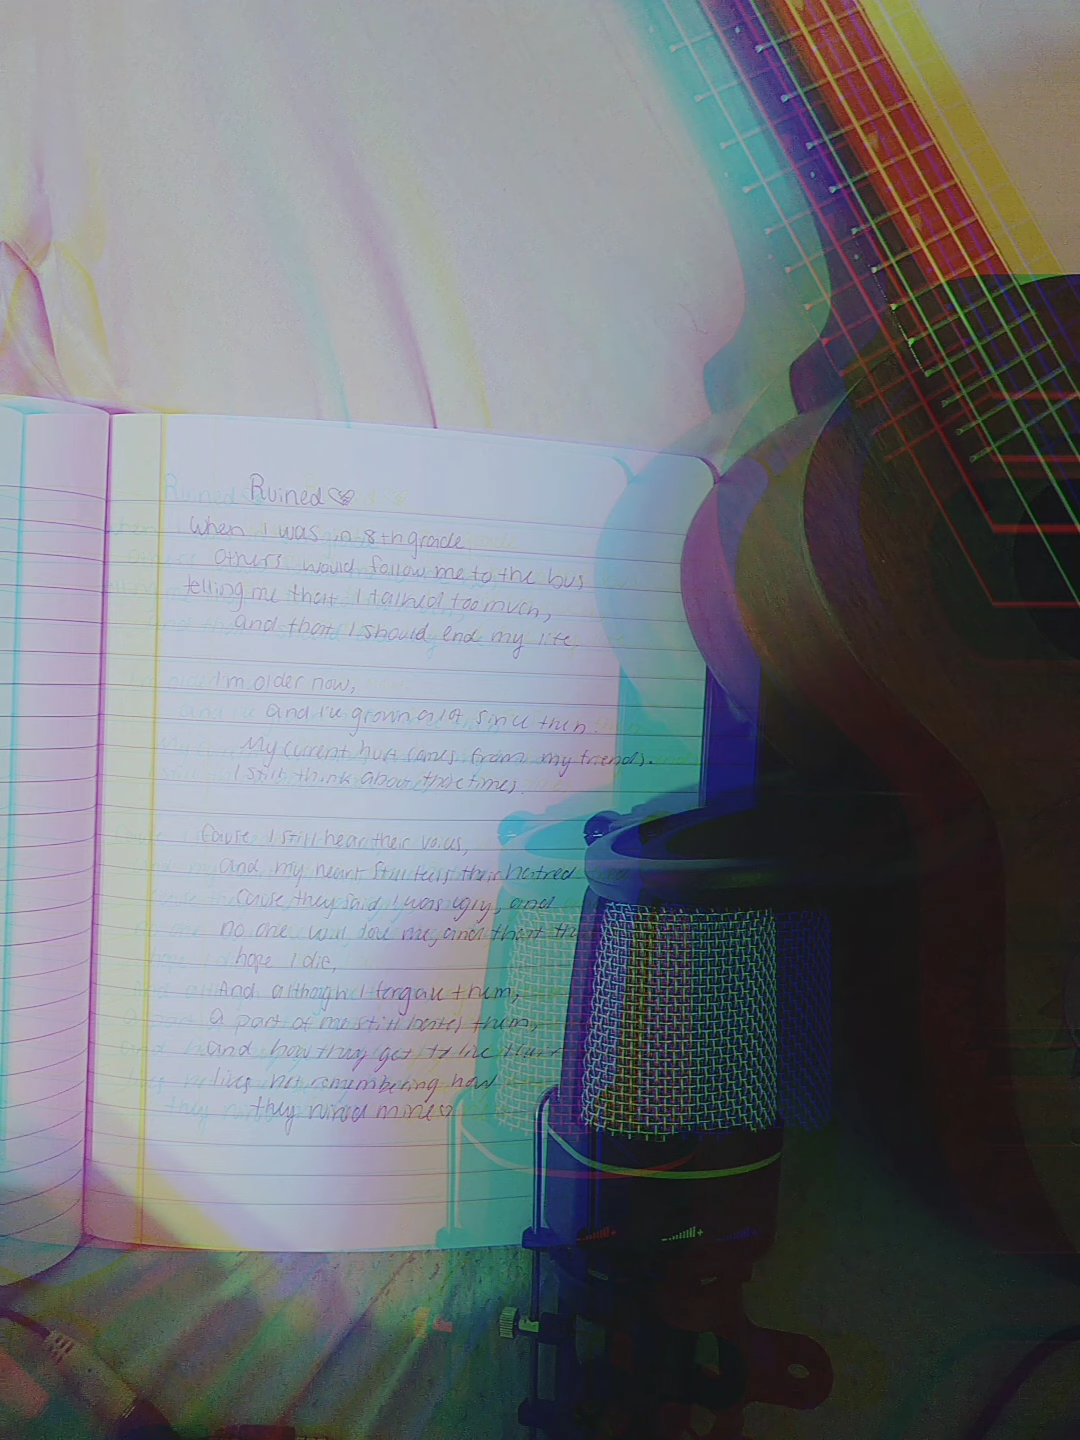 Ruined
When I was in 8th grade
Others would follow me to the bus,
telling me that I talked too much,
and that I should end my life.
I'm older now,
and I've grown a lot since then.
My current hurt comes from my friends.
I still think about those times.
Cause I still hear their voices,
and my heart still feels their hatred
Cause they said I was ugly, and
no one will love me, and that they
hope I die,
And although I forgave them,
a part of me still hates them,
and how they get to live their
lives not remembering how
they ruined mine